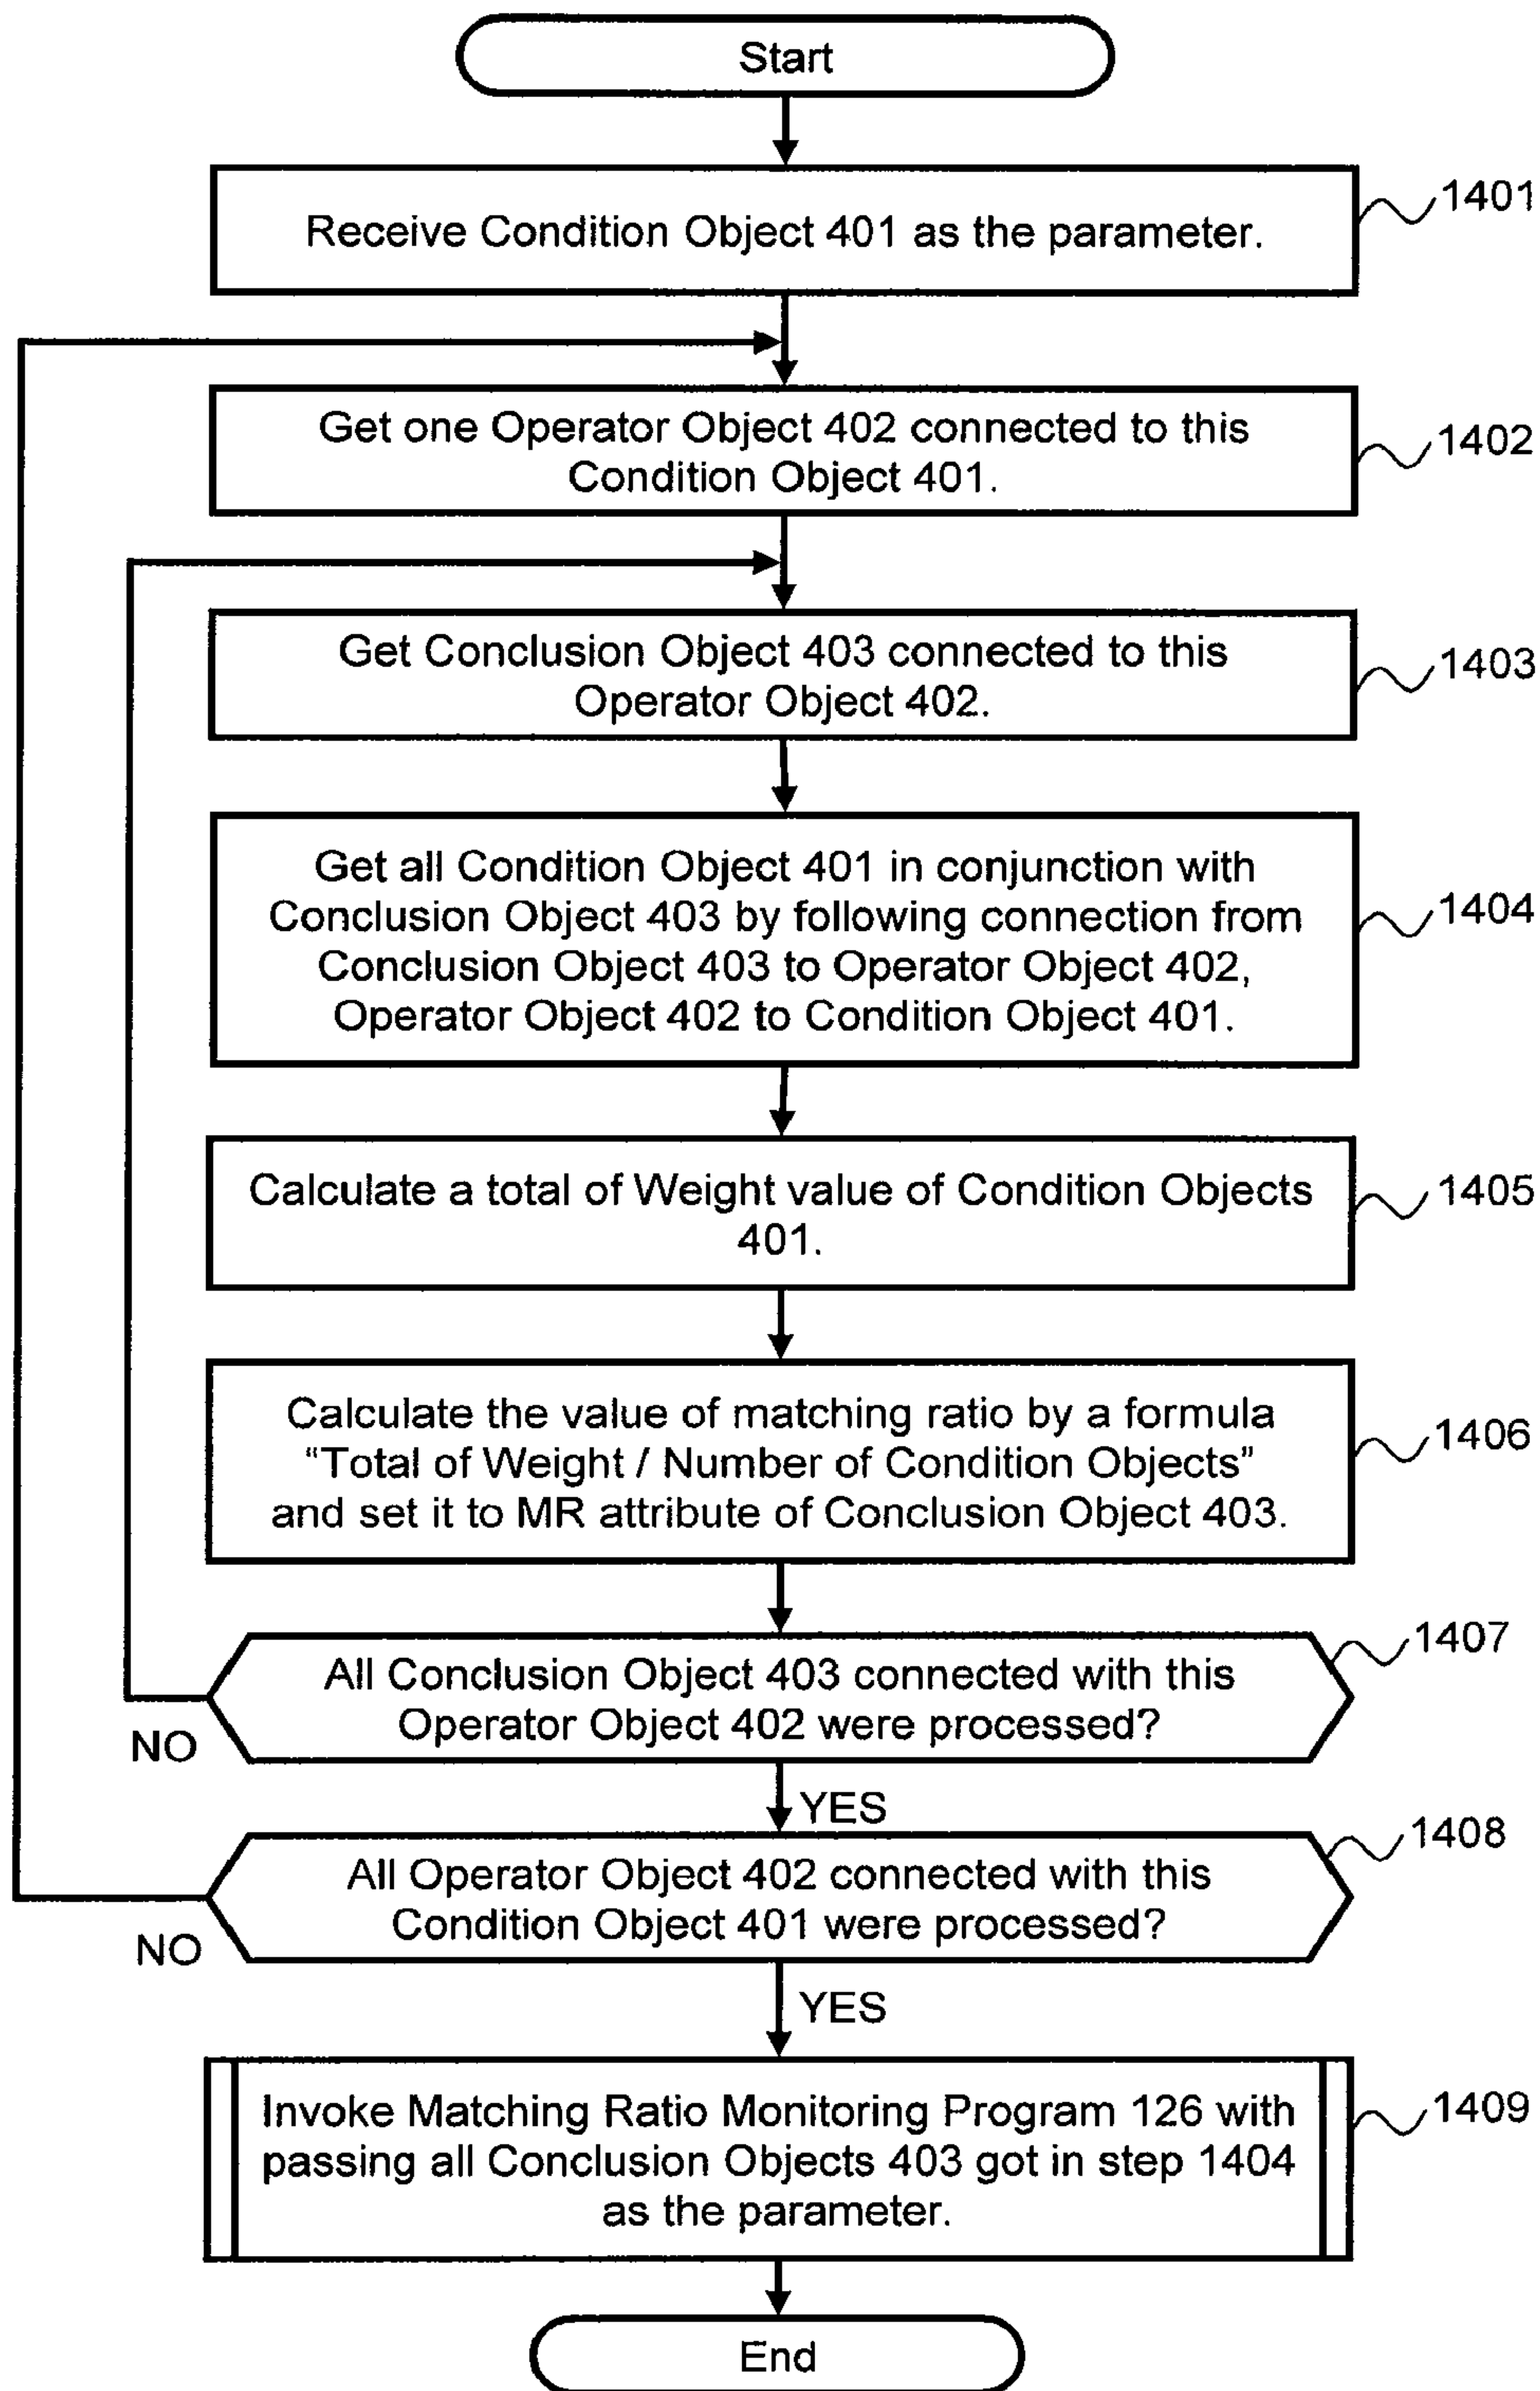 Start
Receive Condition Object 401 as the parameter.
1401
Get one Operator Object 402 connected to this
Condition Object 401.
1402
Get Conclusion Object 403 connected to this
Operator Object 402.
1403
Get all Condition Object 401 in conjunction with
Conclusion Object 403 by following connection from
Conclusion Object 403 to Operator Object 402,
Operator Object 402 to Condition Object 401.
1404
Calculate a total of Weight value of Condition Objects
401.
1405
Calculate the value of matching ratio by a formula
“Total of Weight / Number of Condition Objects”
and set it to MR attribute of Conclusion Object 403.
1406
All Conclusion Object 403 connected with this
Operator Object 402 were processed?
1407
NO
YES
All Operator Object 402 connected with this
Condition Object 401 were processed?
1408
NO
YES
Invoke Matching Ratio Monitoring Program 126 with
passing all Conclusion Objects 403 got in step 1404
as the parameter.
1409
End